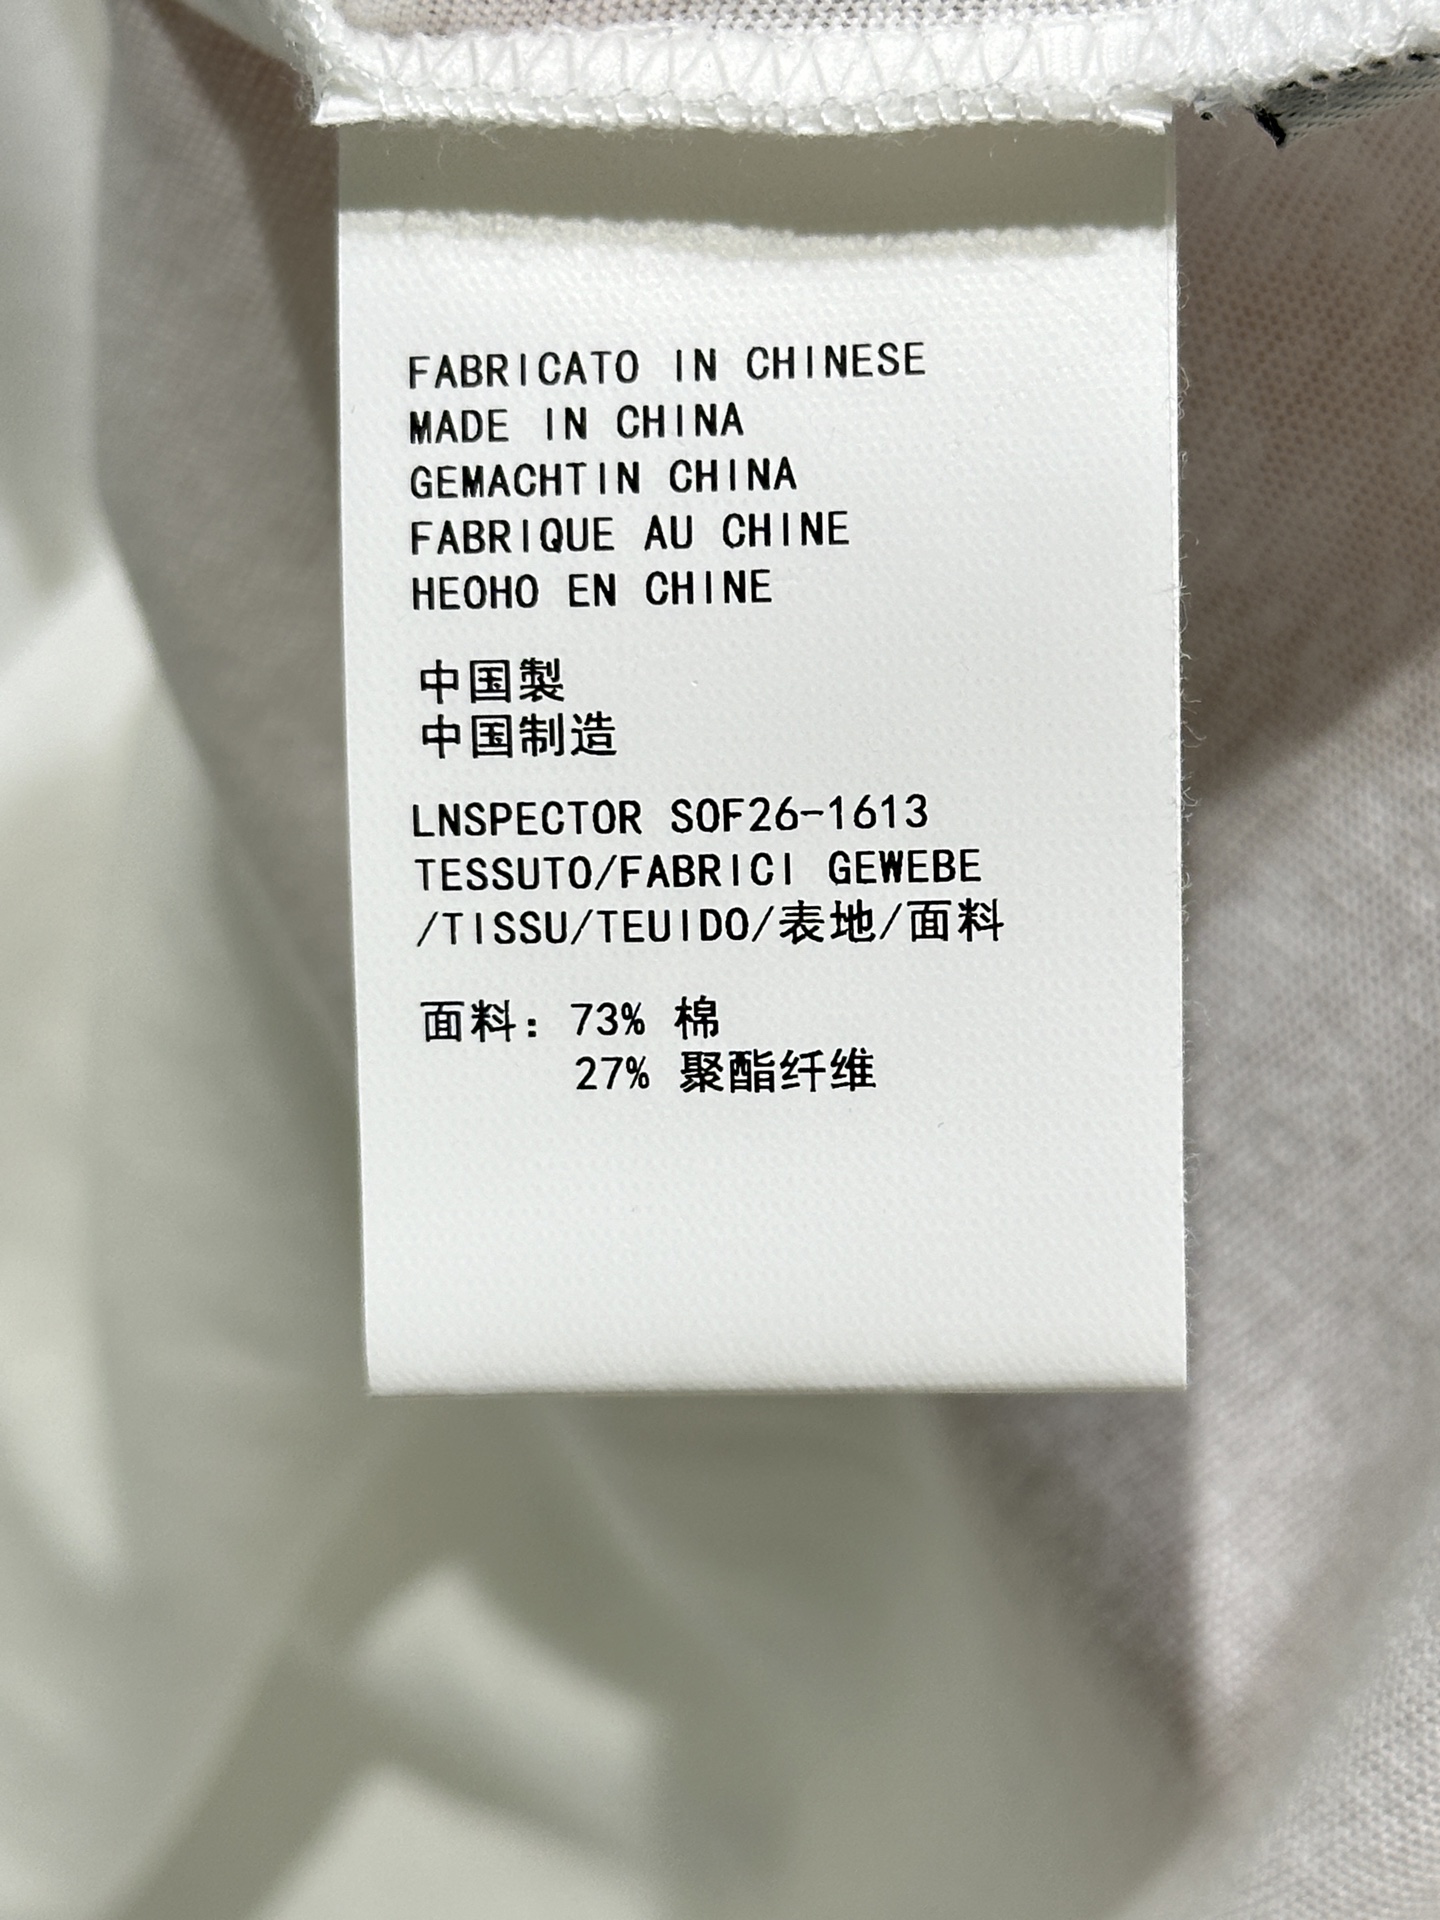 FABRICATO IN CHINESE
MADE IN CHINA
GEMACHTIN CHINA
FABRIQUE AU CHINE
HEOHO EN CHINE
中国製
中国制造
LNSPECTOR SOF26-1613
TESSUTO/FABRICI GEWEBE
/TISSU/TEUIDO/表地/面料
面料: 73% 棉
27% 聚酯纤维